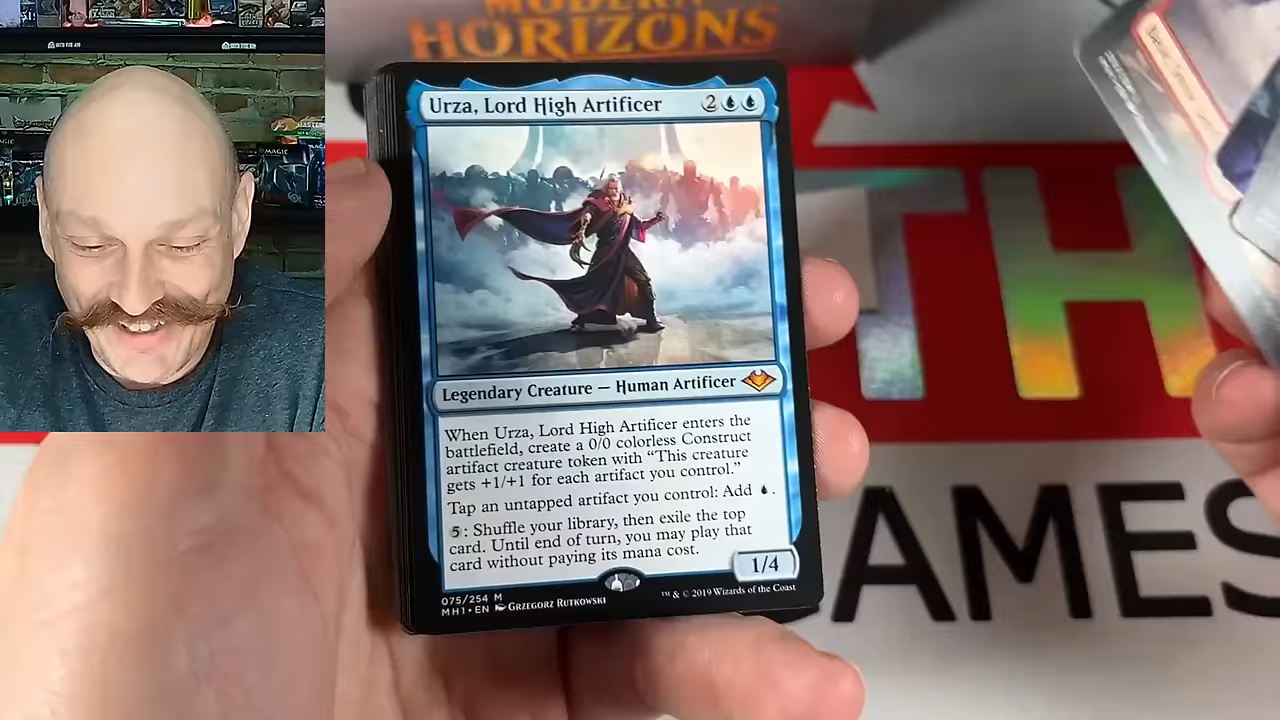 MODERN
HORIZONS
Urza, Lord High Artificer 2
Legendary Creature — Human Artificer
When Urza, Lord High Artificer enters the
battlefield, create a 0/0 colorless Construct
artifact creature token with “This creature
gets +1/+1 for each artifact you control.”
Tap an untapped artifact you control: Add .
5: Shuffle your library, then exile the top
card. Until end of turn, you may play that
card without paying its mana cost.
1/4
075/254 M
MH1 • EN GRZEGORZ RUTKOWSKI
™ & © 2019 Wizards of the Coast
TH
AMES
MAGIC